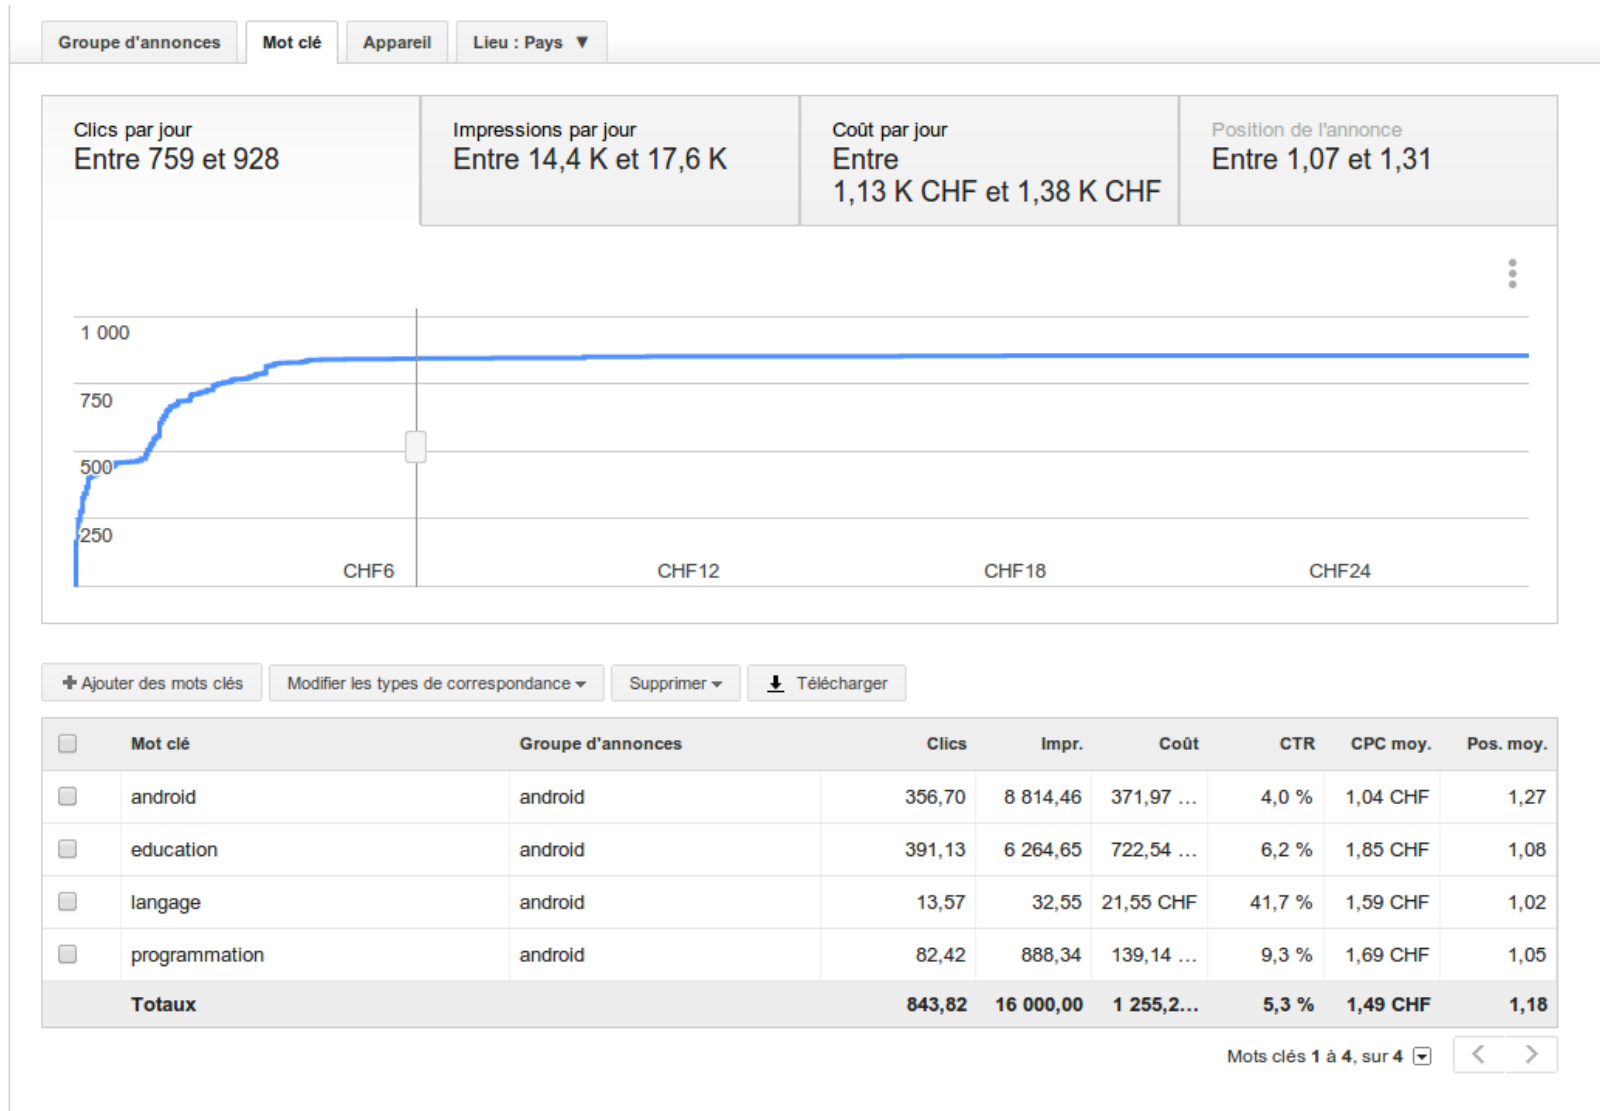 Groupe d'annonces Mot clé Appareil Lieu : Pays ▼
Clics par jour
Entre 759 et 928
Impressions par jour
Entre 14,4 K et 17,6 K
Coût par jour
Entre
1,13 K CHF et 1,38 K CHF
Position de l'annonce
Entre 1,07 et 1,31
1 000
750
500
250
CHF6 CHF12 CHF18 CHF24
Ajouter des mots clés Modifier les types de correspondance Supprimer Télécharger
Mot clé Groupe d'annonces Clics Impr. Coût CTR CPC moy. Pos. moy.
android android 356,70 8 814,46 371,97 ... 4,0 % 1,04 CHF 1,27
education android 391,13 6 264,65 722,54 ... 6,2 % 1,85 CHF 1,08
langage android 13,57 32,55 21,55 CHF 41,7 % 1,59 CHF 1,02
programmation android 82,42 888,34 139,14 ... 9,3 % 1,69 CHF 1,05
Totaux 843,82 16 000,00 1 255,2... 5,3 % 1,49 CHF 1,18
Mots clés 1 à 4, sur 4